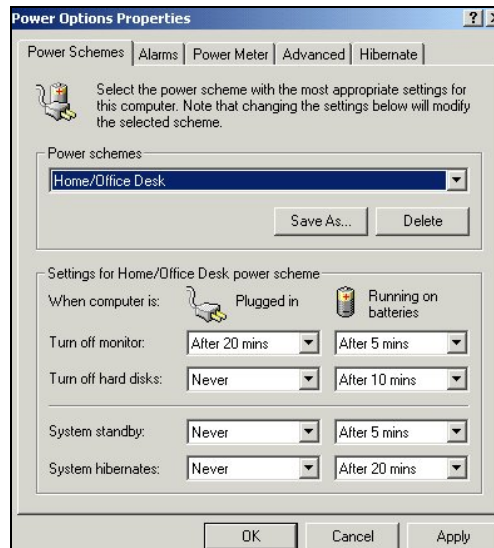 Power Options Properties
Power Schemes Alarms Power Meter Advanced Hibernate
Select the power scheme with the most appropriate settings for
this computer. Note that changing the settings below will modify
the selected scheme.
Power schemes
Home/Office Desk
Save As... Delete
Settings for Home/Office Desk power scheme
When computer is: Plugged in Running on
batteries
Turn off monitor: After 20 mins After 5 mins
Turn off hard disks: Never After 10 mins
System standby: Never After 5 mins
System hibernates: Never After 20 mins
OK Cancel Apply